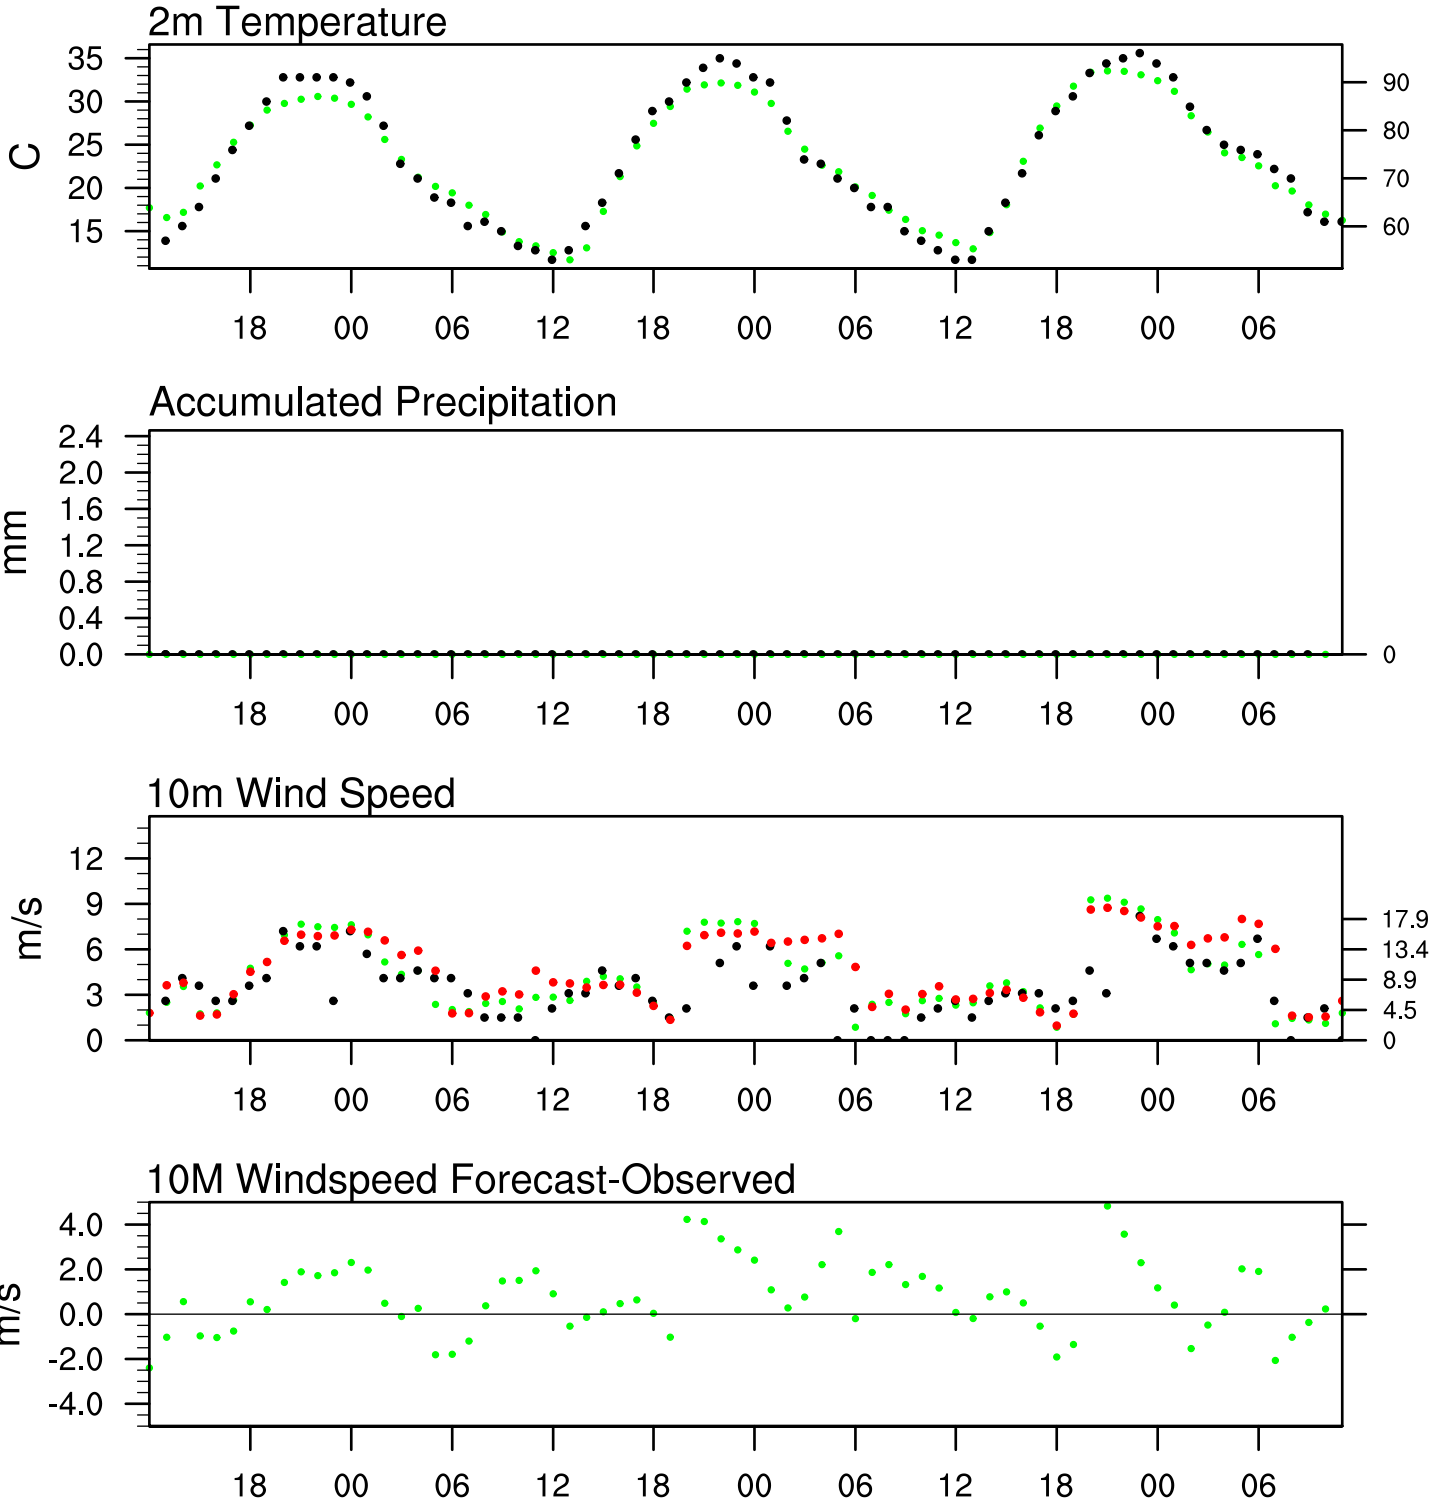 2m Temperature
35
30
25
20
15
C
90
80
70
60
18 00 06 12 18 00 06 12 18 00 06
Accumulated Precipitation
2.4
2.0
1.6
1.2
0.8
0.4
0.0
mm
0
18 00 06 12 18 00 06 12 18 00 06
10m Wind Speed
12
9
6
3
0
m/s
17.9
13.4
8.9
4.5
0
18 00 06 12 18 00 06 12 18 00 06
10M Windspeed Forecast-Observed
4.0
2.0
0.0
-2.0
-4.0
m/s
18 00 06 12 18 00 06 12 18 00 06